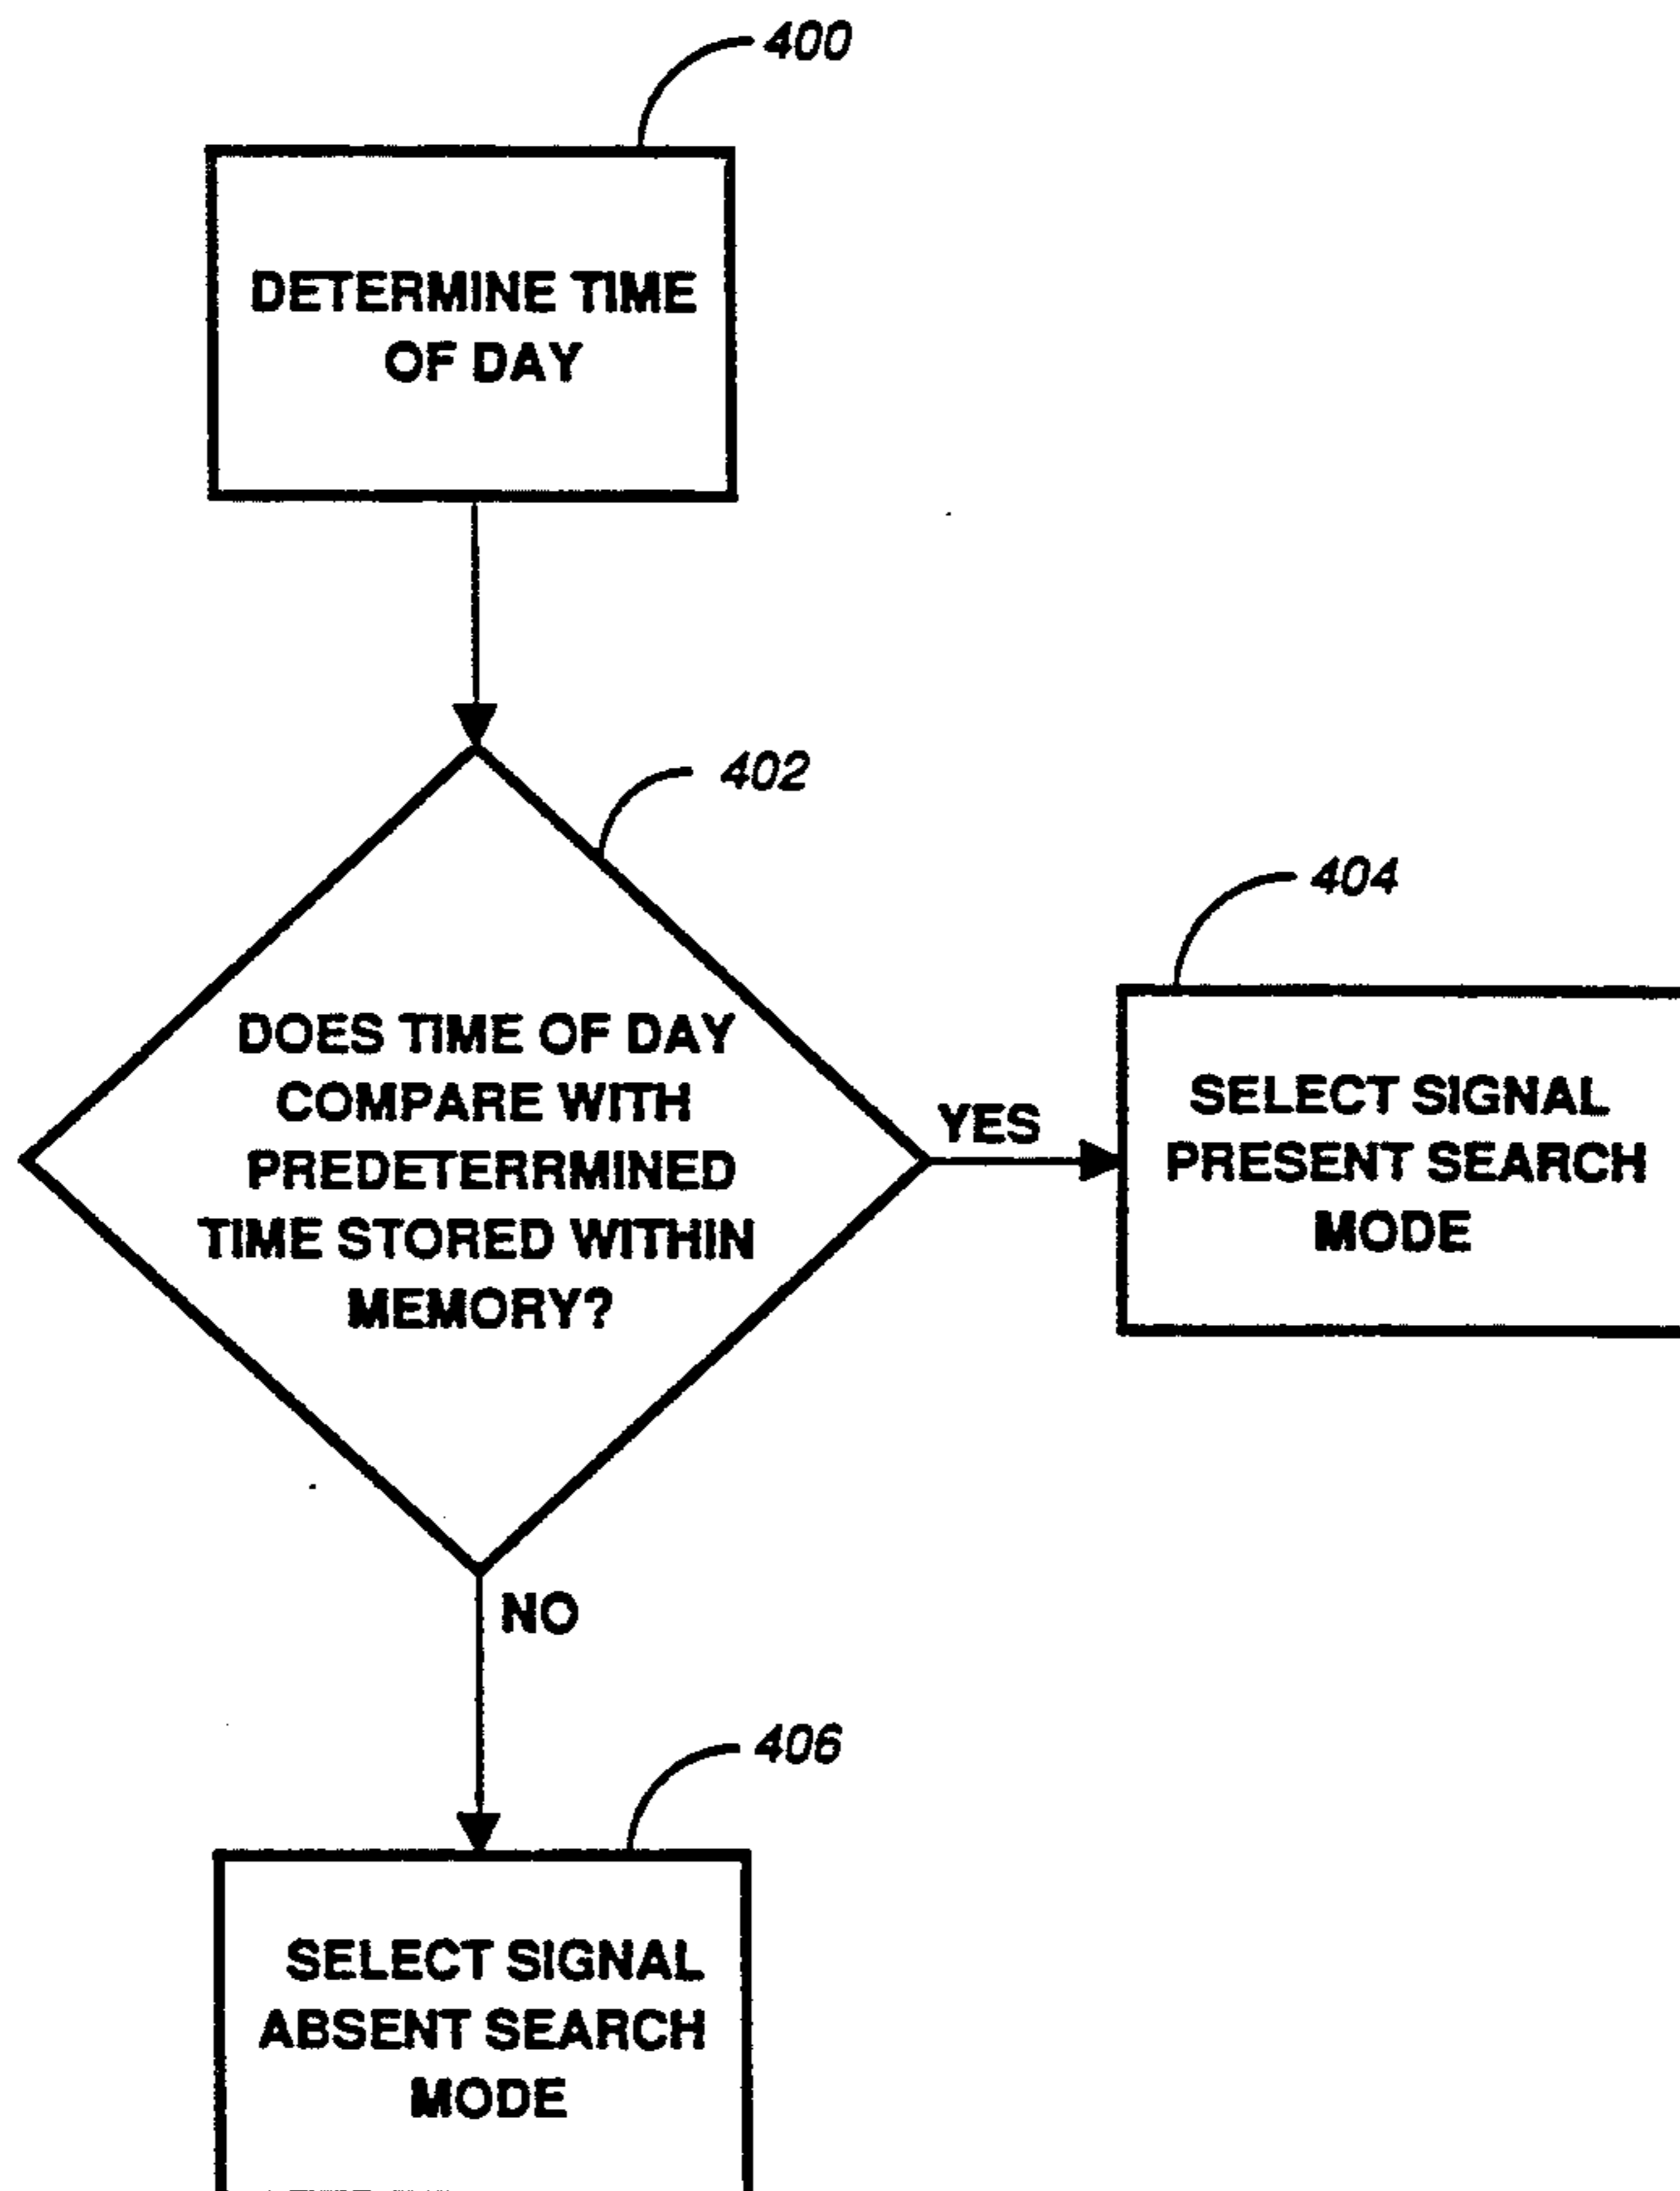 400
DETERMINE TIME
OF DAY
402
DOES TIME OF DAY
COMPARE WITH
PREDETERRMINED
TIME STORED WITHIN
MEMORY?
YES
404
SELECT SIGNAL
PRESENT SEARCH
MODE
NO
406
SELECT SIGNAL
ABSENT SEARCH
MODE